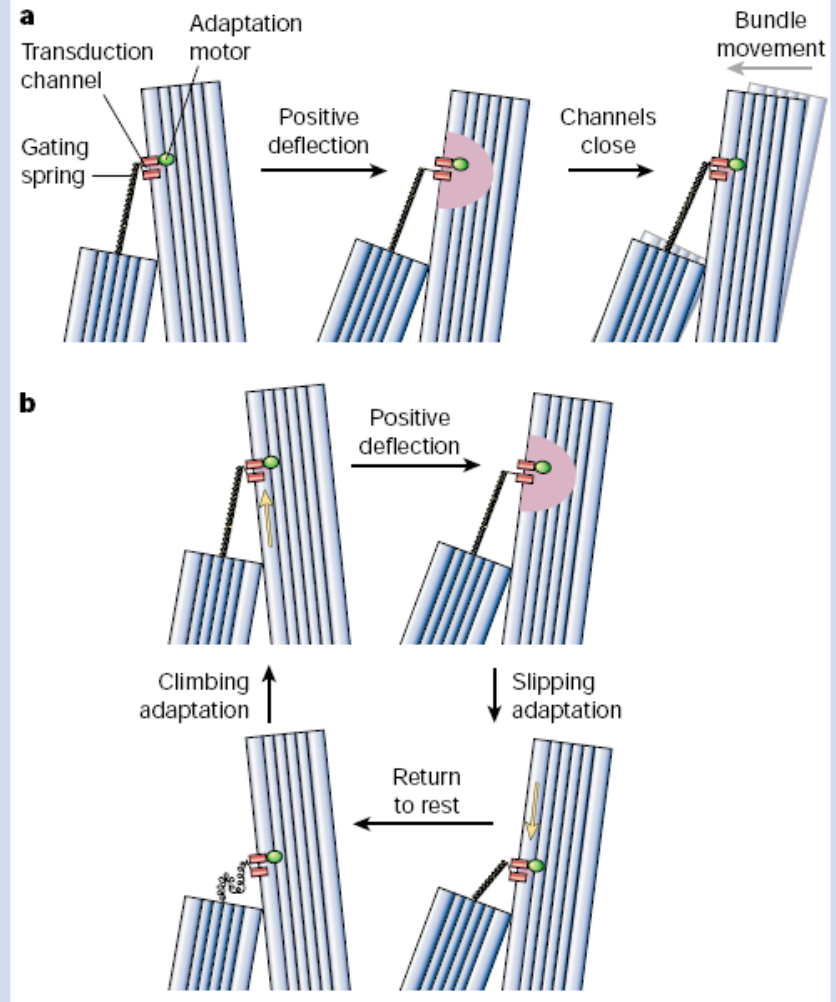 a
Adaptation
motor
Transduction
channel
Gating
spring
Positive
deflection
Channels
close
Bundle
movement
b
Positive
deflection
Climbing
adaptation
Slipping
adaptation
Return
to rest